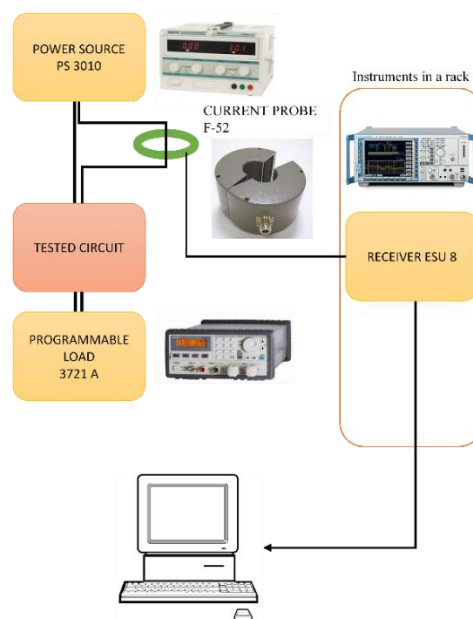 POWER SOURCE
PS 3010
Instruments in a rack
CURRENT PROBE
F-52
TESTED CIRCUIT
RECEIVER ESU 8
PROGRAMMABLE
LOAD
3721 A